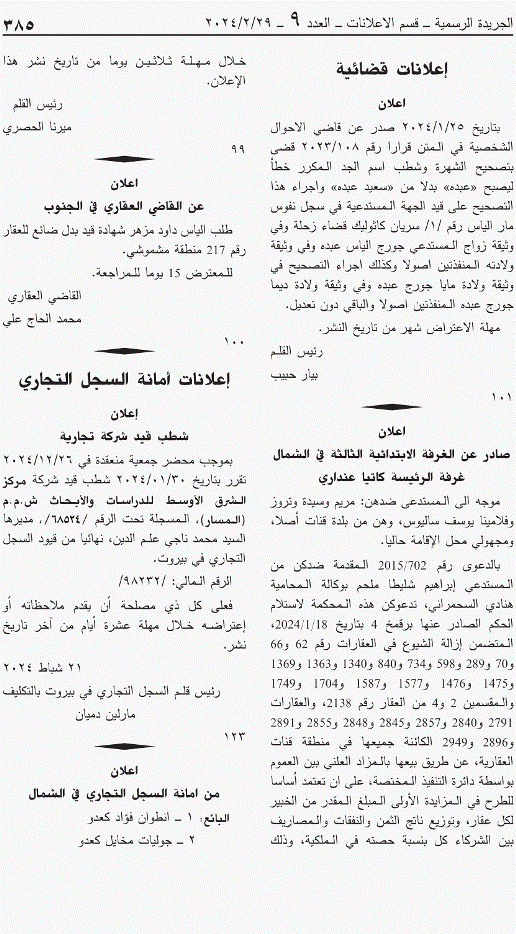 الجريدة الرسمية ـ قسم الاعلانات ـ العدد ٩ ـ ٢٠٢٤/٢/٢٩
٣٨٥
إعلانات قضائية
اعلان
بتاريخ ٢٠٢٤/١/٢٥ صدر عن قاضي الاحوال
الشخصية في المتن قرارا رقم ٢٠٢٣/١٠٨ قضى
بتصحيح الشهرة وشطب اسم الجد المكرر خطأ
ليصبح «عبده» بدلا من «سعيد عبده» واجراء هذا
التصحيح على قيد الجهة المستدعية في سجل نفوس
مار الياس رقم /١/ سريان كاثوليك قضاء زحلة وفي
وثيقة زواج المستدعي جورج الياس عبده وفي وثيقة
ولادته المنفذتين اصولا وكذلك اجراء التصحيح في
وثيقة ولادة مايا جورج عبده وفي وثيقة ولادة ديما
جورج عبده المنفذتين اصولا والباقي دون تعديل.
مهلة الاعتراض شهر من تاريخ النشر.
رئيس القلم
بيار حبيب
١٠١
اعلان
صادر عن الغرفة الابتدائية الثالثة في الشمال
غرفة الرئيسة كاتيا عنداري
موجه الى المستدعى ضدهن: مريم وسيدة وتروز
وفلامينا يوسف ساليوس، وهن من بلدة قنات أصلا،
ومجهولي محل الإقامة حاليا.
بالدعوى رقم 2015/702 المقدمة ضدكن من
المستدعي إبراهيم شليطا ملحم بوكالة المحامية
هنادي السحمراني، تدعوكن هذه المحكمة لاستلام
الحكم الصادر عنها برقمخ 4 بتاريخ 2024/1/18،
المتضمن إزالة الشيوع في العقارات رقم 62 و66
و70 و289 و598 و734 و840 و1340 و1363 و1369
و1475 و1476 و1577 و1587 و1704 و1749
والمقسمين 2 و4 من العقار رقم 2138، والعقارات
2791 و2840 و2857 و2845 و2848 و2855 و2891
و2896 و2949 الكائنة جميعها في منطقة قنات
العقارية، عن طريق بيعها بالمزاد العلني بين العموم
بواسطة دائرة التنفيذ المختصة، على ان تعتمد أساسا
للطرح في المزايدة الأولى المبلغ المقدر من الخبير
لكل عقار، وتوزيع ناتج الثمن والنفقات والمصاريف
بين الشركاء كل بنسبة حصته في الملكية، وذلك
خلال مهلة ثلاثين يوما من تاريخ نشر هذا
الإعلان.
رئيس القلم
ميرنا الحصري
٩٩
اعلان
عن القاضي العقاري في الجنوب
طلب الياس داود مزهر شهادة قيد بدل ضائع للعقار
رقم 217 منطقة مشموشي.
للمعترض 15 يوما للمراجعة.
القاضي العقاري
محمد الحاج علي
١٠٠
إعلانات أمانة السجل التجاري
إعلان
شطب قيد شركة تجارية
بموجب محضر جمعية منعقدة في ٢٠٢٤/١٢/٢٦
تقرر بتاريخ ٢٠٢٤/٠١/٣٠ شطب قيد شركة مركز
الشرق الأوسط للدراسات والأبحاث ش.م.م
(المسار)، المسجلة تحت الرقم /٦٨٥٢٤/، مديرها
السيد محمد ناجي علم الدين، نهائيا من قيود السجل
التجاري في بيروت.
الرقم المالي: /٩٨٢٣٢/
فعلى كل ذي مصلحة أن يقدم ملاحظاته أو
إعتراضه خلال مهلة عشرة أيام من آخر تاريخ
نشر.
٢١ شباط ٢٠٢٤
رئيس قلم السجل التجاري في بيروت بالتكليف
مارلين دميان
١٢٣
اعلان
من امانة السجل التجاري في الشمال
البائع: ١ ـ انطوان فؤاد كعدو
٢ ـ جوليات مخايل كعدو